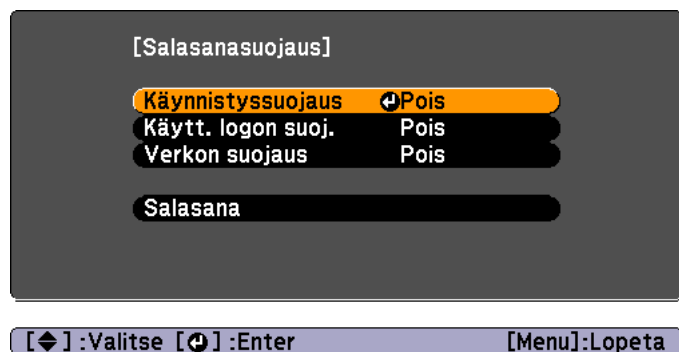 [Salasanasuojaus]
Käynnistyssuojaus Pois
Käytt. logon suoj. Pois
Verkon suojaus Pois
Salasana
[◆] :Valitse [⏎] :Enter [Menu]:Lopeta